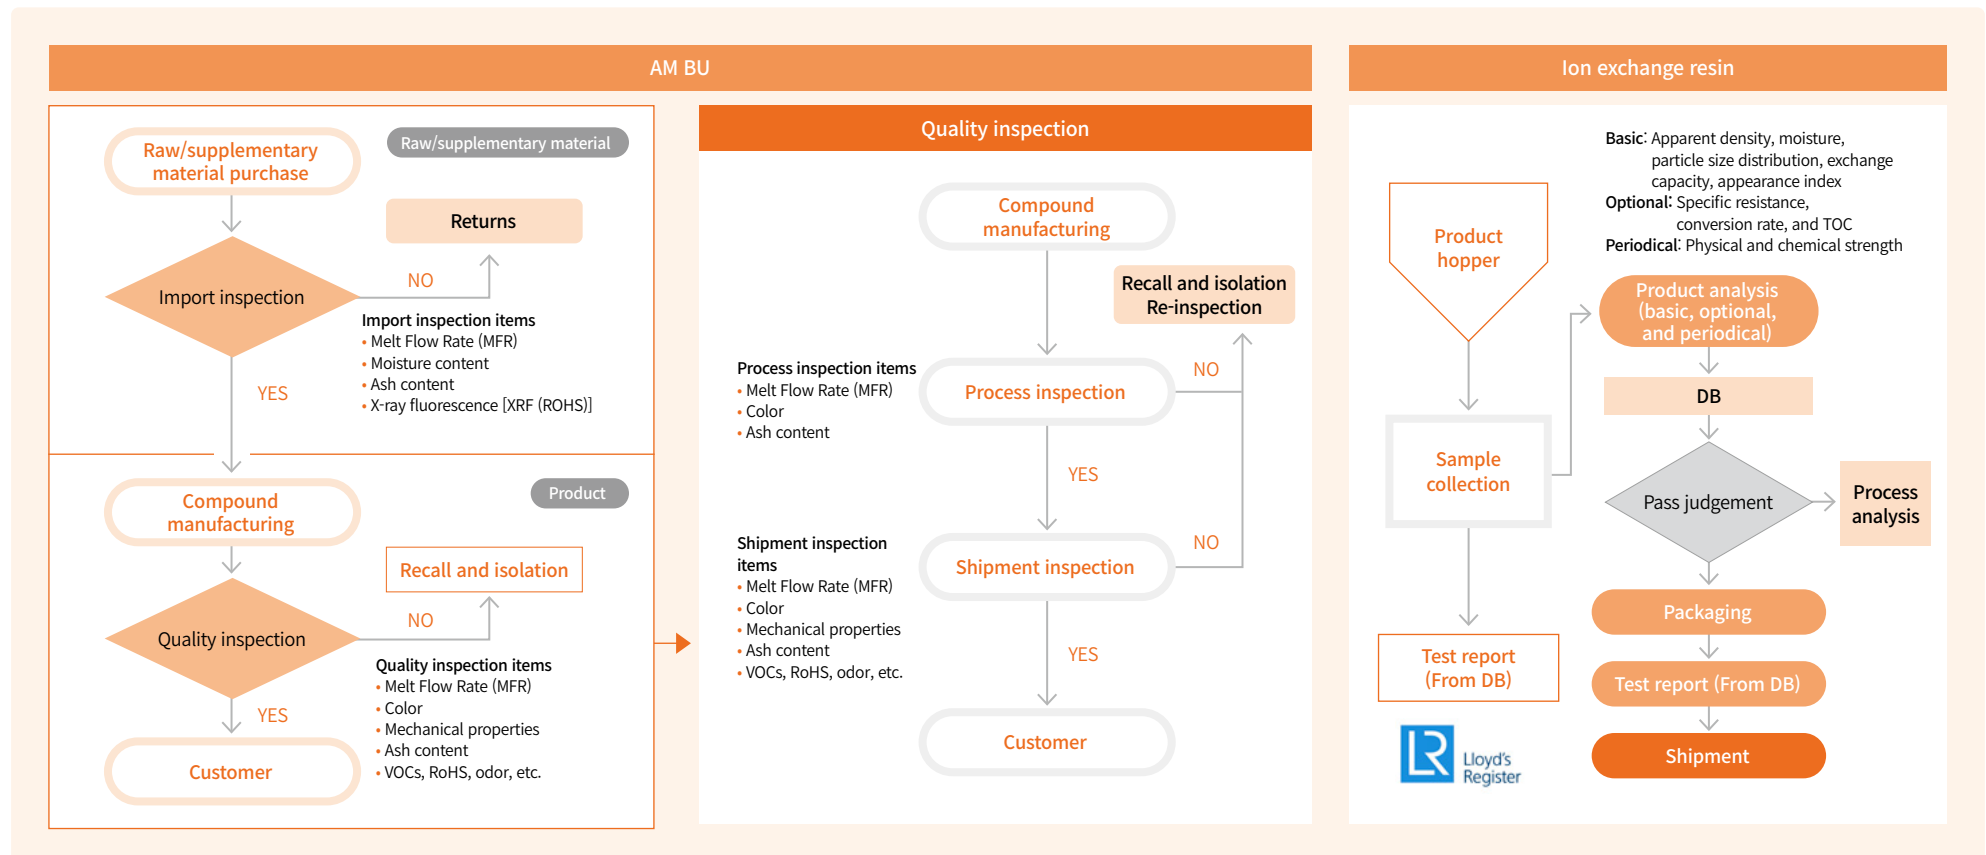 AM BU
Raw/supplementary material
Raw/supplementary
material purchase
Returns
NO
Import inspection
Import inspection items
• Melt Flow Rate (MFR)
• Moisture content
• Ash content
• X-ray fluorescence [XRF (ROHS)]
YES
Product
Compound
manufacturing
Recall and isolation
NO
Quality inspection
Quality inspection items
• Melt Flow Rate (MFR)
• Color
• Mechanical properties
• Ash content
• VOCs, RoHS, odor, etc.
YES
Customer
Quality inspection
Compound
manufacturing
Recall and isolation
Re-inspection
Process inspection items
• Melt Flow Rate (MFR)
• Color
• Ash content
Process inspection
NO
YES
Shipment inspection
items
• Melt Flow Rate (MFR)
• Color
• Mechanical properties
• Ash content
• VOCs, RoHS, odor, etc.
Shipment inspection
NO
YES
Customer
Ion exchange resin
Basic: Apparent density, moisture,
particle size distribution, exchange
capacity, appearance index
Optional: Specific resistance,
conversion rate, and TOC
Periodical: Physical and chemical strength
Product
hopper
Sample
collection
Test report
(From DB)
Product analysis
(basic, optional,
and periodical)
DB
Pass judgement
Process
analysis
Packaging
Test report (From DB)
Shipment
LR
Lloyd's
Register